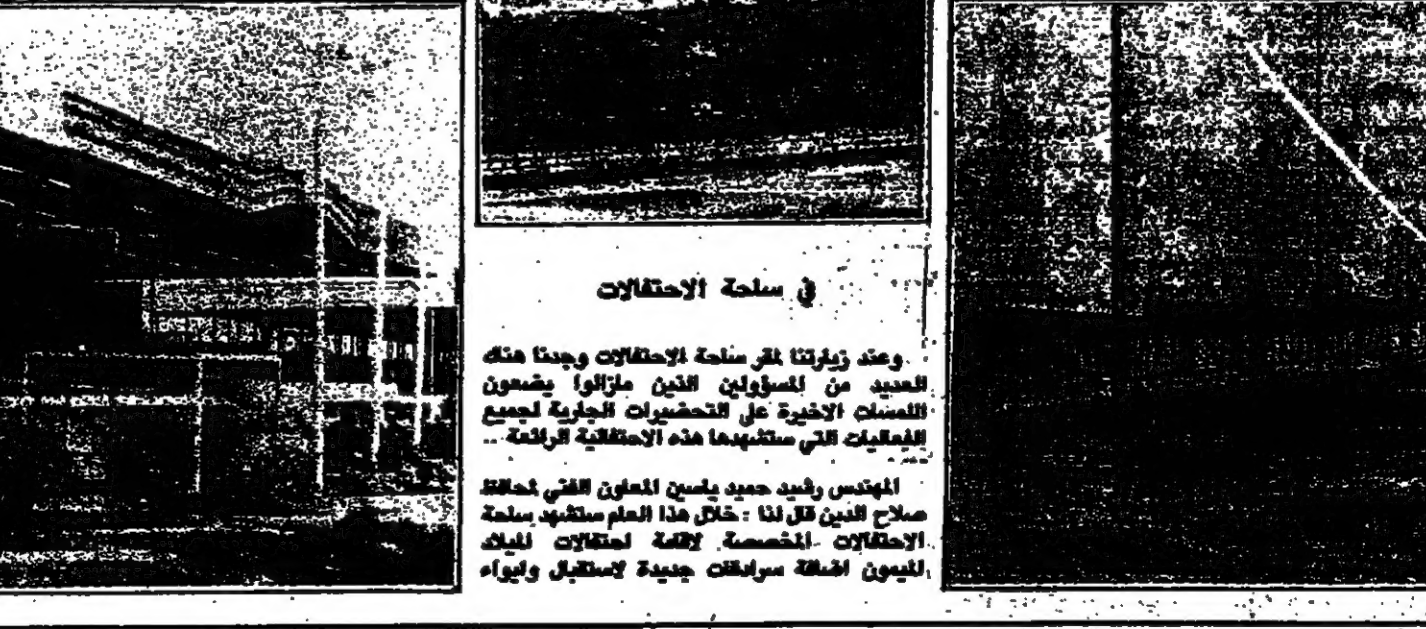 في ساحة الاحتفالات
وعند زيارتنا لمقر ساحة الاحتفالات وجدنا هناك
العديد من المسؤولين الذين مازالوا يضعون
اللمسات الاخيرة على التحضيرات الجارية لجميع
الفعاليات التي ستشهدها هذه الاحتفالية الرائعة ..
المهندس رشيد حميد ياسين المعاون الفني لمحافظ
صلاح الدين قال لنا : خلال هذا العام ستشهد ساحة
الاحتفالات المخصصة لاقامة احتفالات الميلاد
الميمون اضافة سرادقات جديدة لاستقبال وايواء